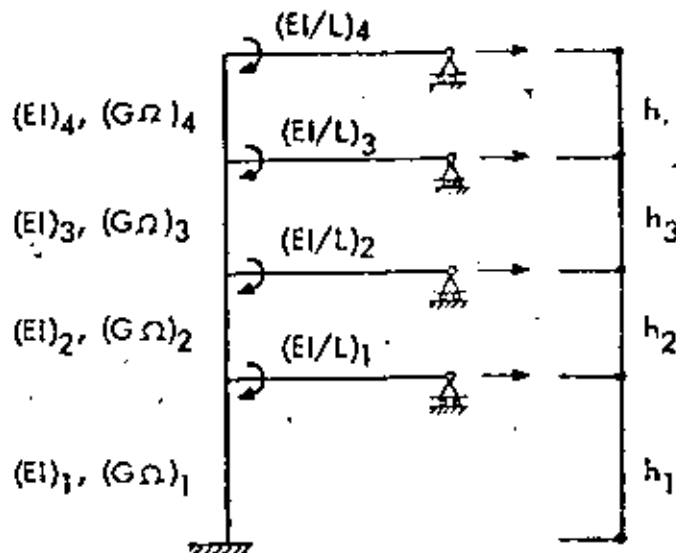 (EI/L)4
(EI)4, (GΩ)4
h.
(EI/L)3
(EI)3, (GΩ)3
h3
(EI/L)2
(EI)2, (GΩ)2
h2
(EI/L)1
(EI)1, (GΩ)1
h1